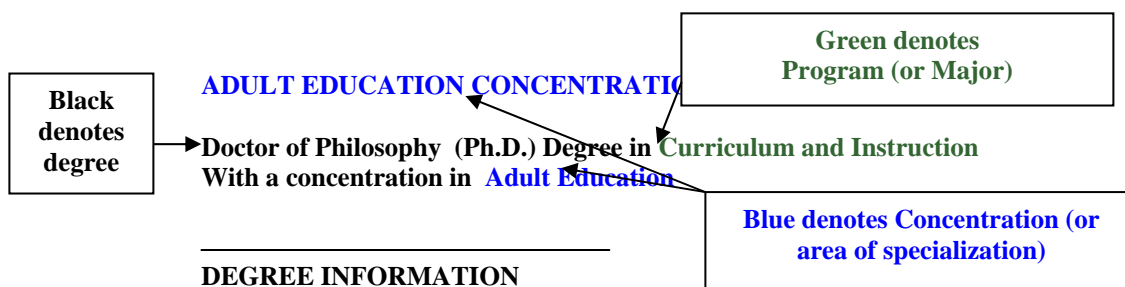 Green denotes
Program (or Major)
ADULT EDUCATION CONCENTRATIO
Black
denotes
degree
Doctor of Philosophy (Ph.D.) Degree in Curriculum and Instruction
With a concentration in Adult Education
Blue denotes Concentration (or
area of specialization)
DEGREE INFORMATION